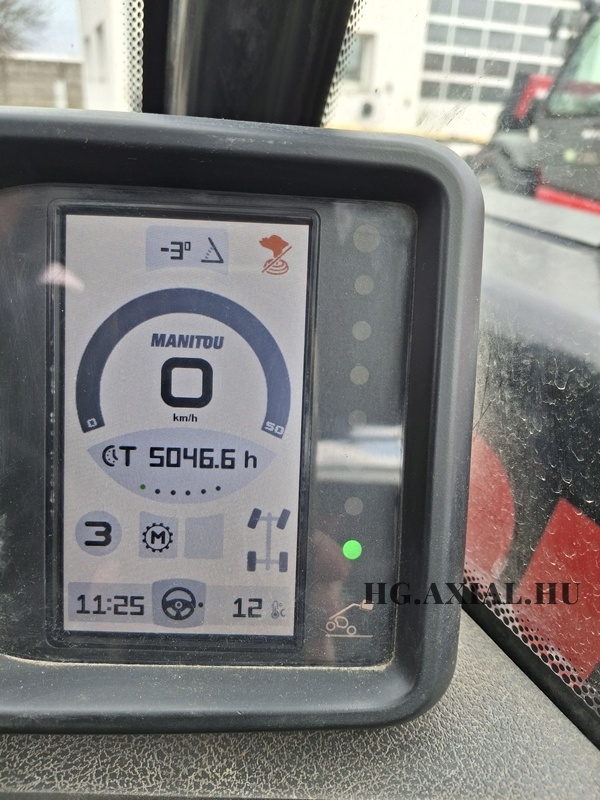 -3°
MANITOU
0
km/h
0 50
T 5046.6 h
3 M
11:25 12 °C
HG.AXIAL.HU